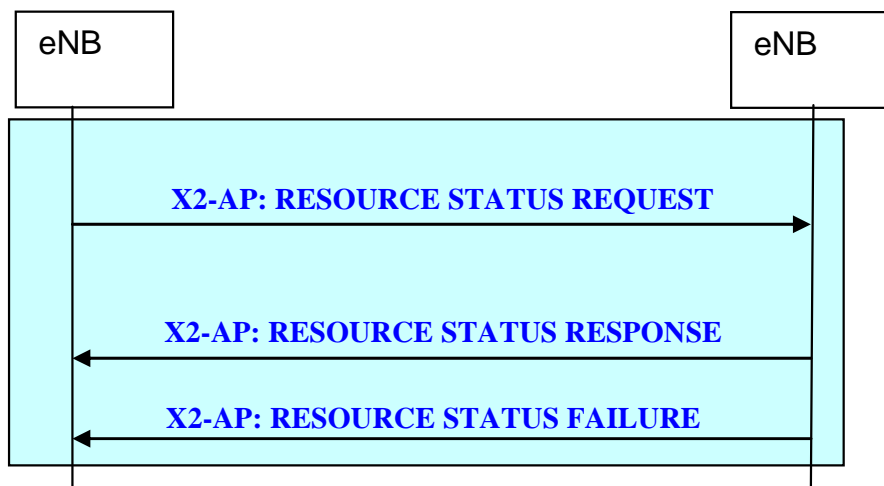 eNB
eNB
X2-AP: RESOURCE STATUS REQUEST
X2-AP: RESOURCE STATUS RESPONSE
X2-AP: RESOURCE STATUS FAILURE